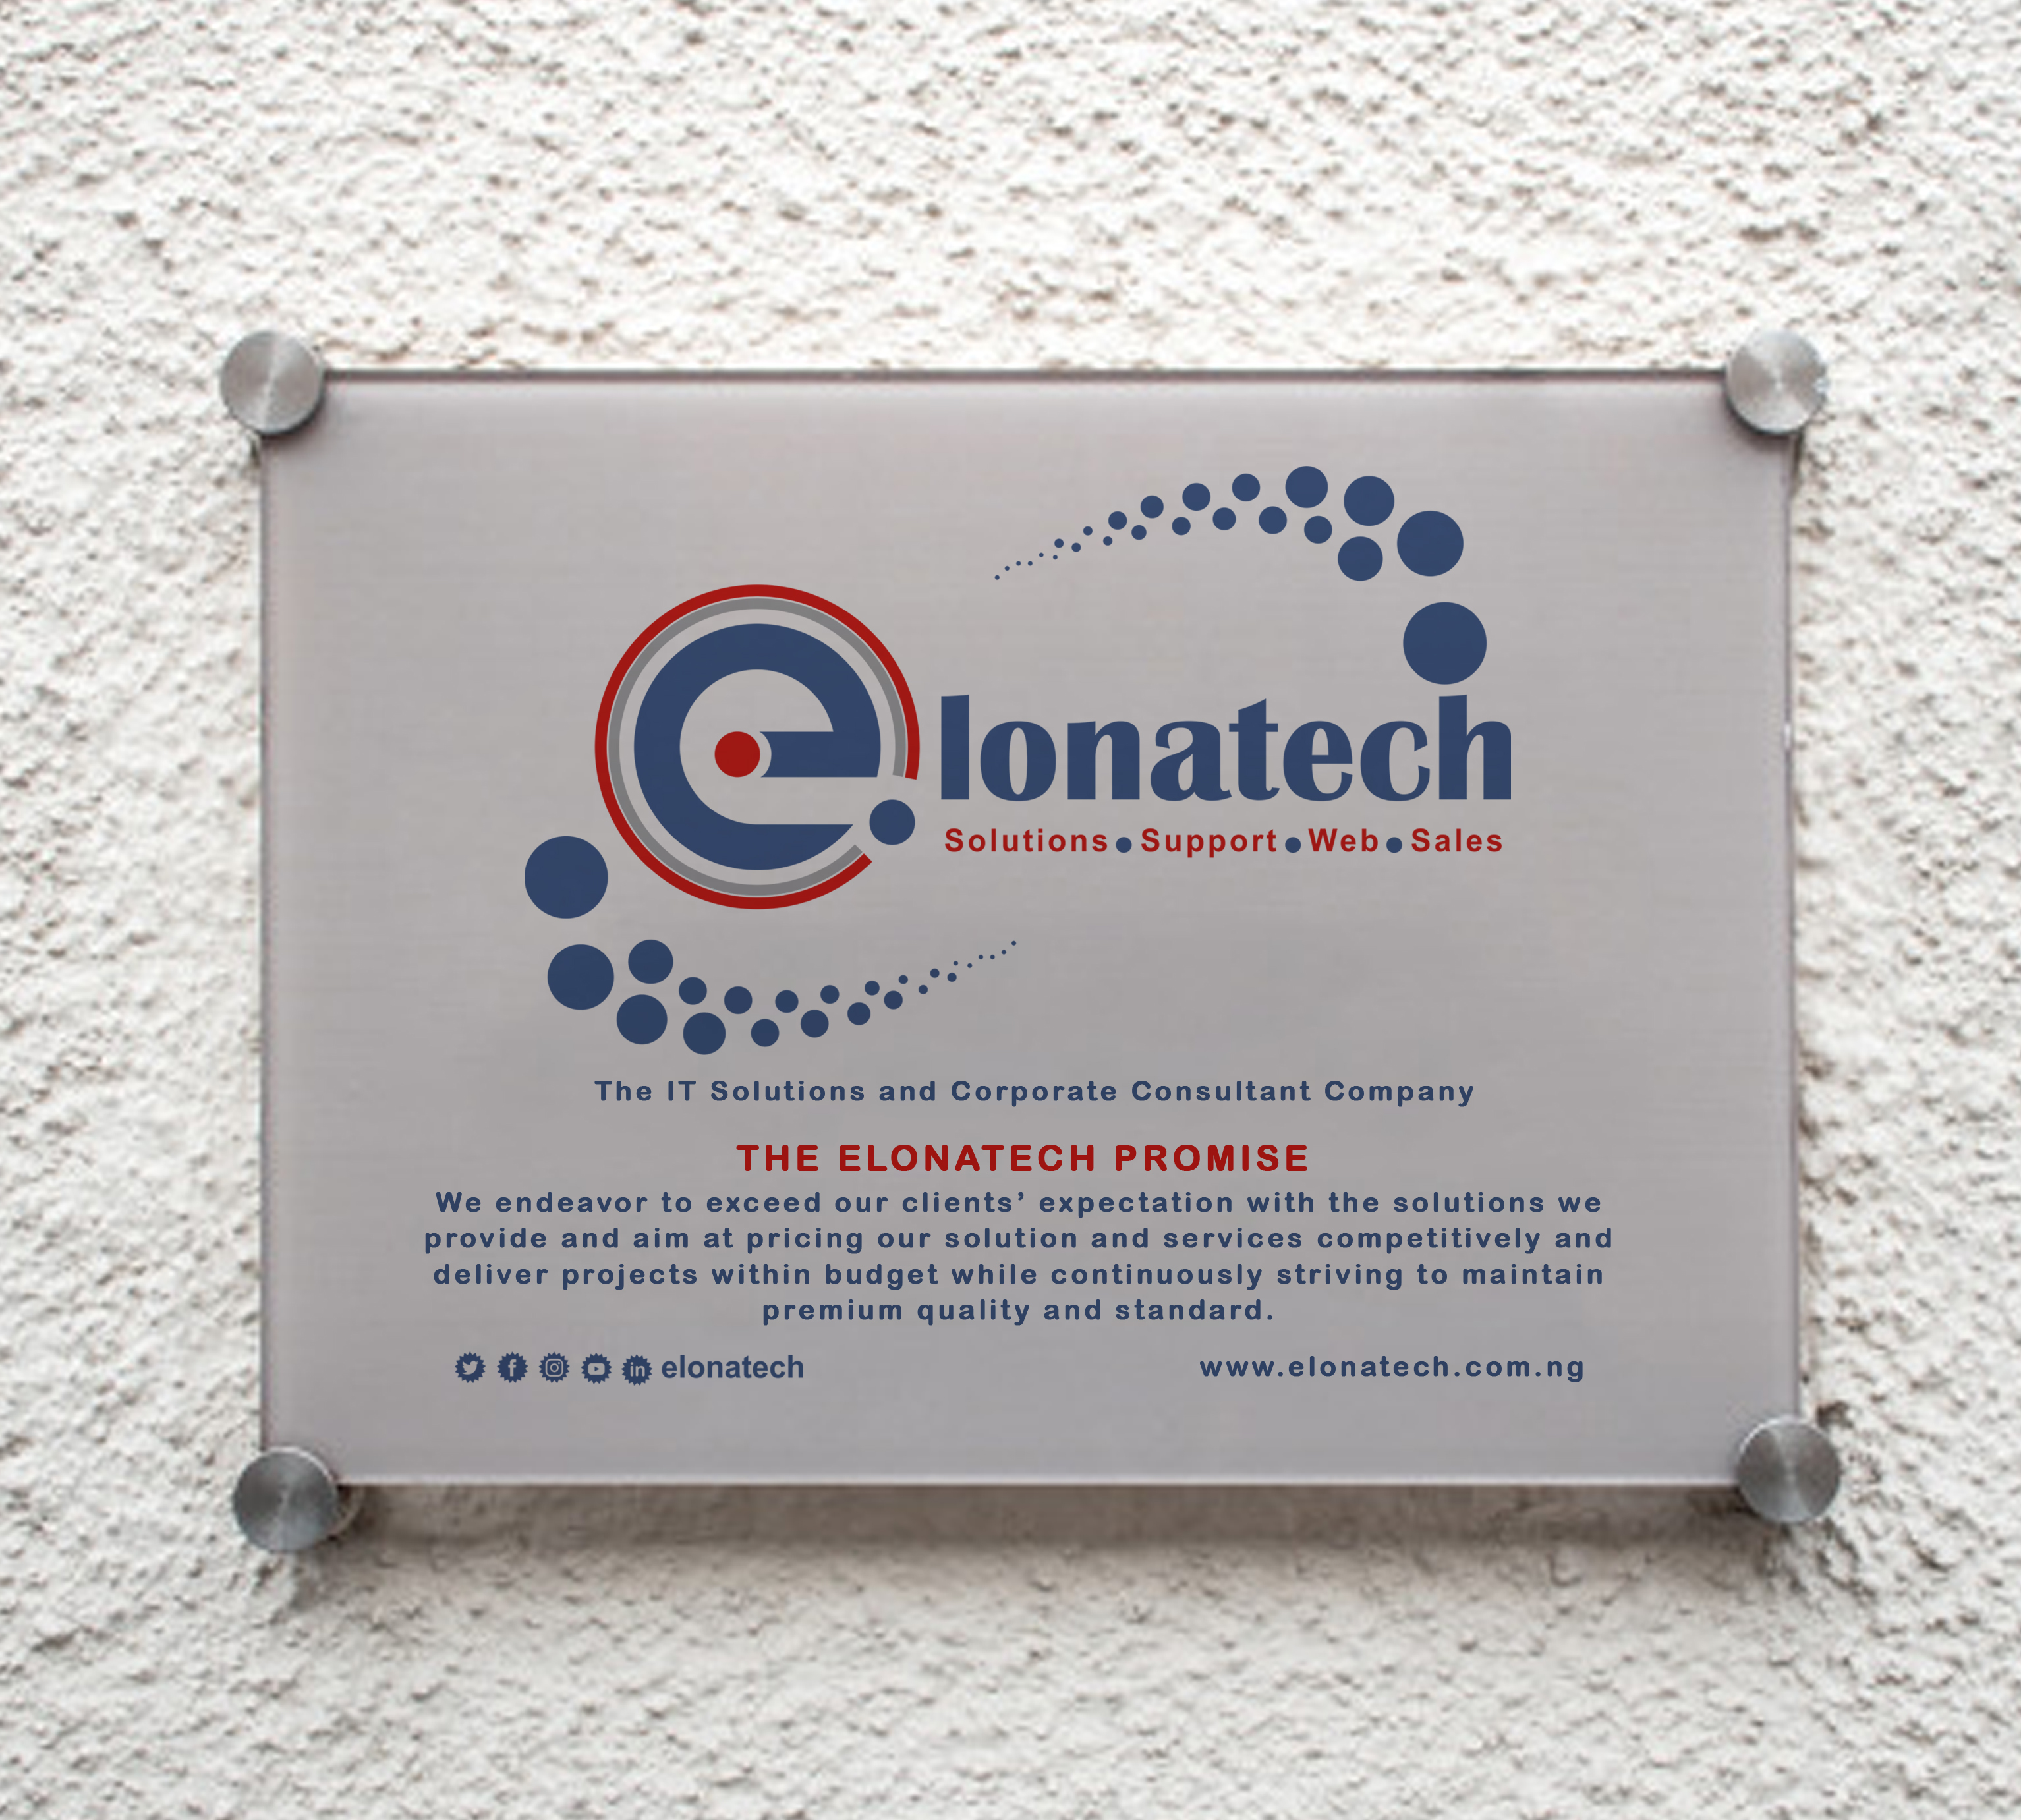 elonatech
Solutions • Support • Web • Sales
The IT Solutions and Corporate Consultant Company
THE ELONATECH PROMISE
We endeavor to exceed our clients’ expectation with the solutions we
provide and aim at pricing our solution and services competitively and
deliver projects within budget while continuously striving to maintain
premium quality and standard.
elonatech
www.elonatech.com.ng